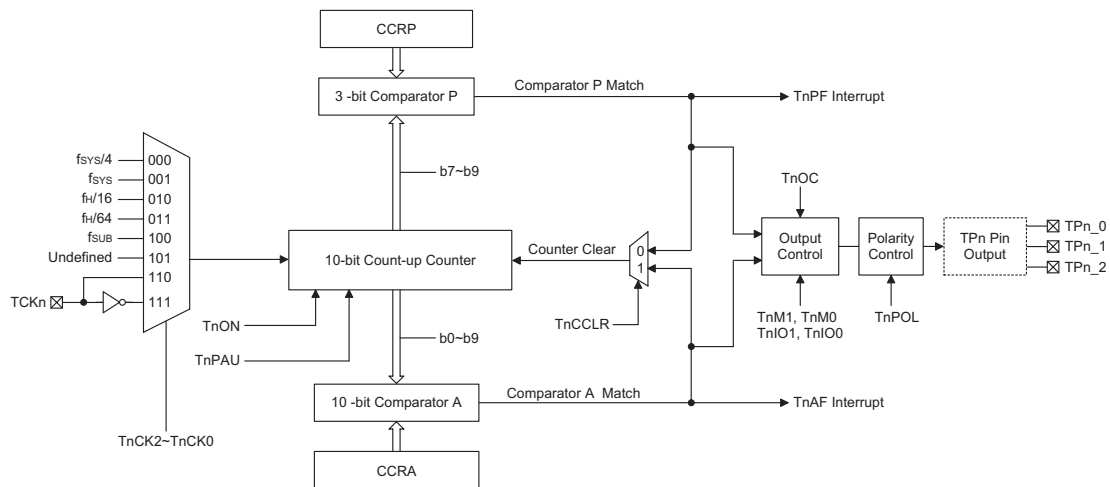 CCRP
3 -bit Comparator P
Comparator P Match
TnPF Interrupt
b7~b9
fSYS/4
000
fSYS
001
fH/16
010
fH/64
011
fSUB
100
Undefined
101
110
TCKn
111
TnCK2~TnCK0
10-bit Count-up Counter
TnON
TnPAU
Counter Clear
0
1
TnCCLR
TnOC
Output
Control
TnM1, TnM0
TnIO1, TnIO0
Polarity
Control
TnPOL
TPn Pin
Output
TPn_0
TPn_1
TPn_2
b0~b9
10 -bit Comparator A
Comparator A  Match
TnAF Interrupt
CCRA